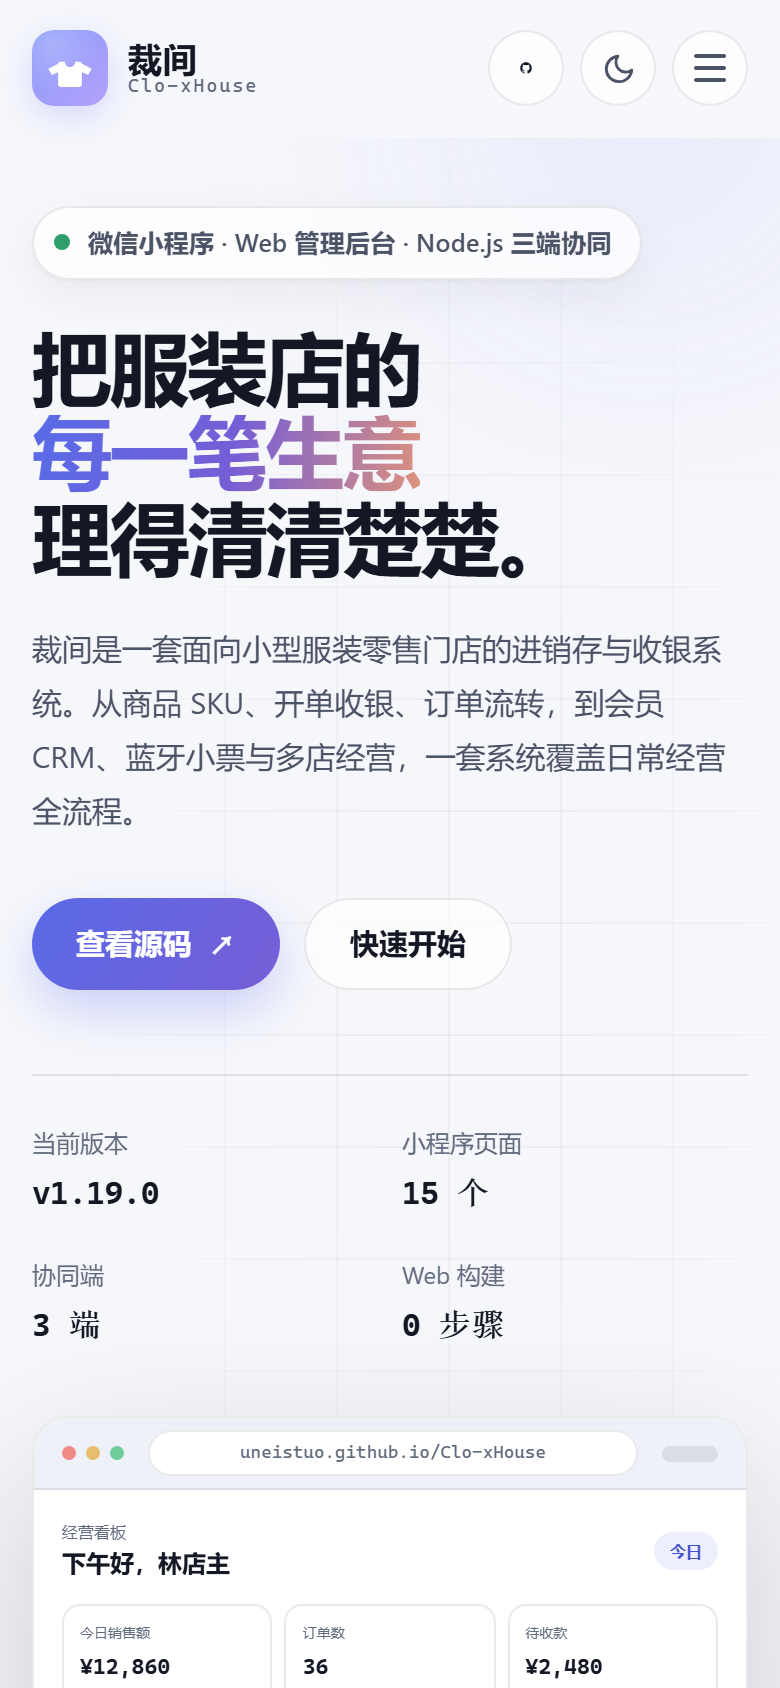 裁间
Clo-xHouse
微信小程序 · Web 管理后台 · Node.js 三端协同
把服装店的
每一笔生意
理得清清楚楚。
裁间是一套面向小型服装零售门店的进销存与收银系
统。从商品 SKU、开单收银、订单流转，到会员
CRM、蓝牙小票与多店经营，一套系统覆盖日常经营
全流程。
查看源码 ↗
快速开始
当前版本
v1.19.0
小程序页面
15 个
协同端
3 端
Web 构建
0 步骤
uneistuo.github.io/Clo-xHouse
经营看板
下午好，林店主
今日
今日销售额
¥12,860
订单数
36
待收款
¥2,480